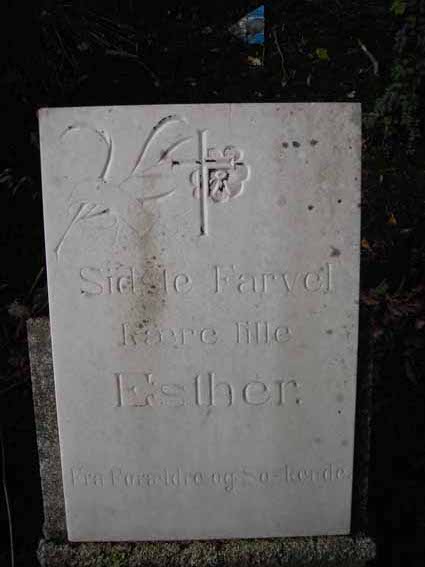 Sidste Farvel
kære lille
Esther.
Fra Forældre og Søskende.